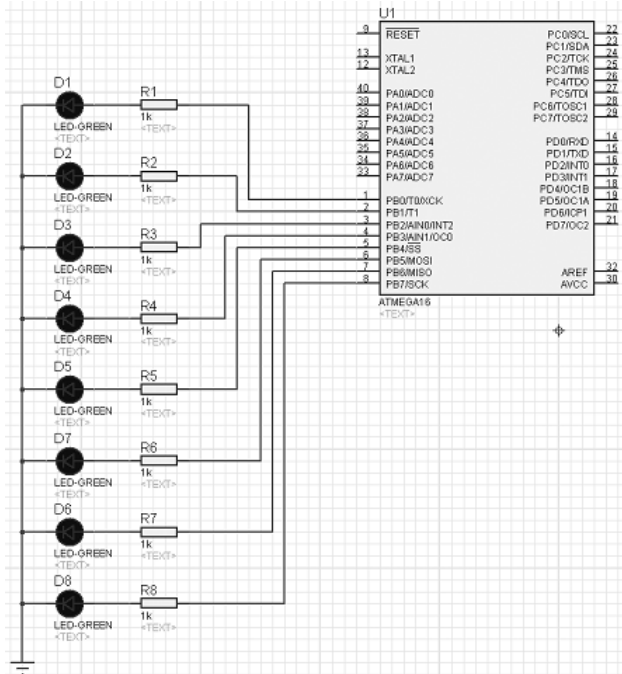 U1
9
RESET
13
XTAL1
12
XTAL2
40
PA0/ADC0
39
PA1/ADC1
38
PA2/ADC2
37
PA3/ADC3
36
PA4/ADC4
35
PA5/ADC5
34
PA6/ADC6
33
PA7/ADC7
1
PB0/T0/XCK
2
PB1/T1
3
PB2/AIN0/INT2
4
PB3/AIN1/OC0
5
PB4/SS
6
PB5/MOSI
7
PB6/MISO
8
PB7/SCK
PC0/SCL
22
PC1/SDA
23
PC2/TCK
24
PC3/TMS
25
PC4/TDO
26
PC5/TDI
27
PC6/TOSC1
28
PC7/TOSC2
29
PD0/RXD
14
PD1/TXD
15
PD2/INT0
16
PD3/INT1
17
PD4/OC1B
18
PD5/OC1A
19
PD6/ICP1
20
PD7/OC2
21
AREF
32
AVCC
30
ATMEGA16
<TEXT>
D1
LED-GREEN
<TEXT>
R1
1k
<TEXT>
D2
LED-GREEN
<TEXT>
R2
1k
<TEXT>
D3
LED-GREEN
<TEXT>
R3
1k
<TEXT>
D4
LED-GREEN
<TEXT>
R4
1k
<TEXT>
D5
LED-GREEN
<TEXT>
R5
1k
<TEXT>
D7
LED-GREEN
<TEXT>
R6
1k
<TEXT>
D6
LED-GREEN
<TEXT>
R7
1k
<TEXT>
D8
LED-GREEN
<TEXT>
R8
1k
<TEXT>